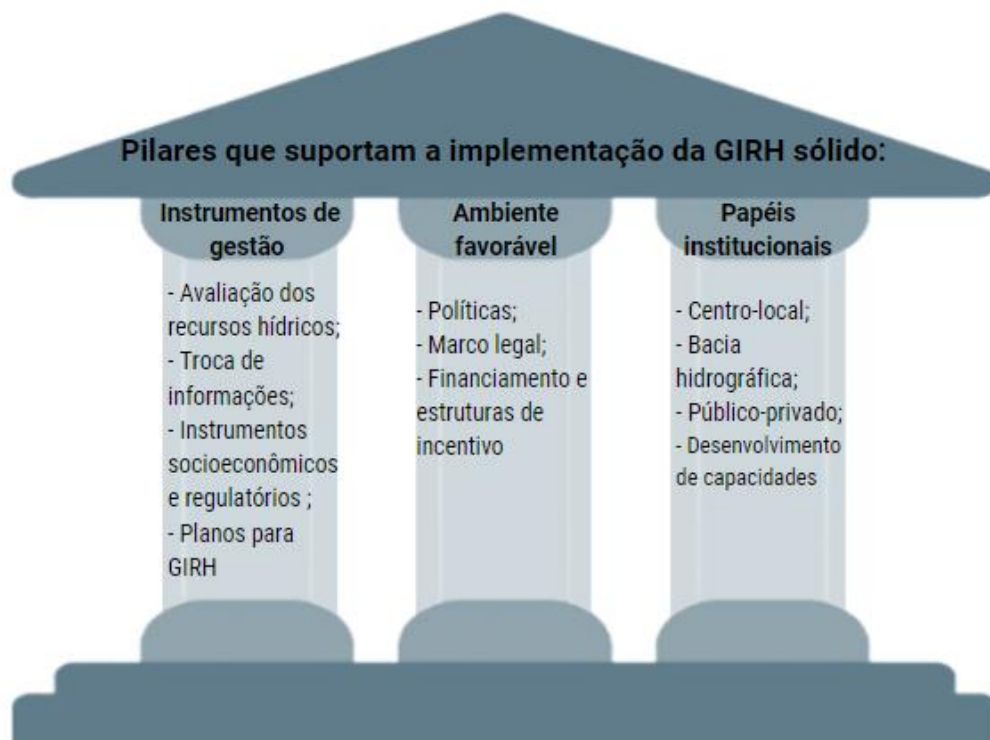 Pilares que suportam a implementação da GIRH sólido:
Instrumentos de
gestão
- Avaliação dos
recursos hídricos;
- Troca de
informações;
- Instrumentos
socioeconômicos
e regulatórios ;
- Planos para
GIRH
Ambiente
favorável
- Políticas;
- Marco legal;
- Financiamento e
estruturas de
incentivo
Papéis
institucionais
- Centro-local;
- Bacia
hidrográfica;
- Público-privado;
- Desenvolvimento
de capacidades